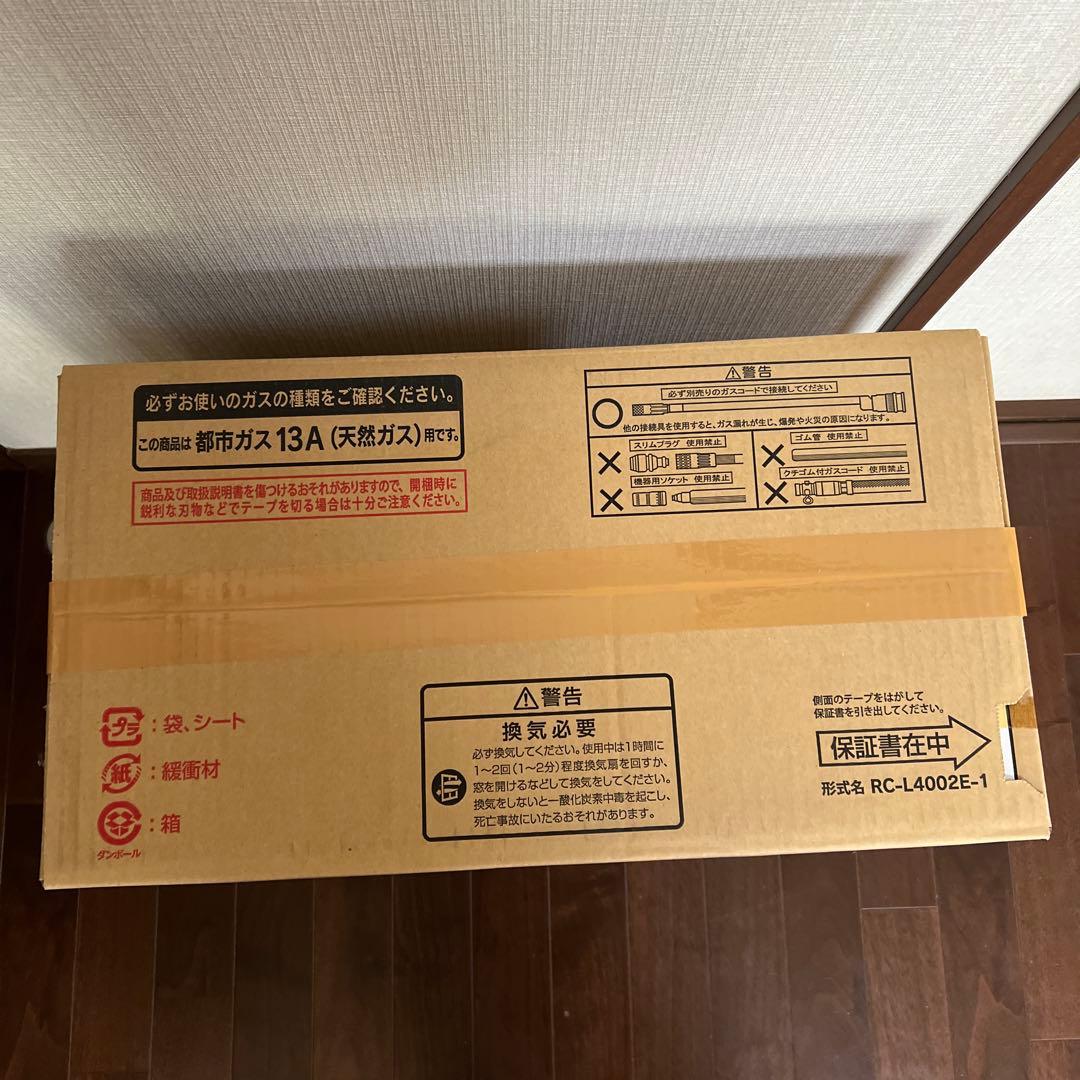 必ずお使いのガスの種類をご確認ください。
この商品は 都市ガス 13A (天然ガス) 用です。
商品及び取扱説明書を傷つけるおそれがありますので、開梱時に
鋭利な刃物などでテープを切る場合は十分ご注意ください。
⚠警告
必ず別売りのガスコードで接続してください
他の接続具を使用すると、ガス漏れが生じ、爆発や火災の原因になります。
スリムプラグ 使用禁止
ゴム管 使用禁止
機器用ソケット 使用禁止
クチゴム付ガスコード 使用禁止
プラ : 袋、シート
紙 : 緩衝材
: 箱
ダンボール
⚠警告
換気必要
必ず換気してください。使用中は1時間に
1〜2回(1〜2分)程度換気扇を回すか、
窓を開けるなどして換気をしてください。
換気をしないと一酸化炭素中毒を起こし、
死亡事故にいたるおそれがあります。
側面のテープをはがして
保証書を引き出してください。
保証書在中
形式名 RC-L4002E-1